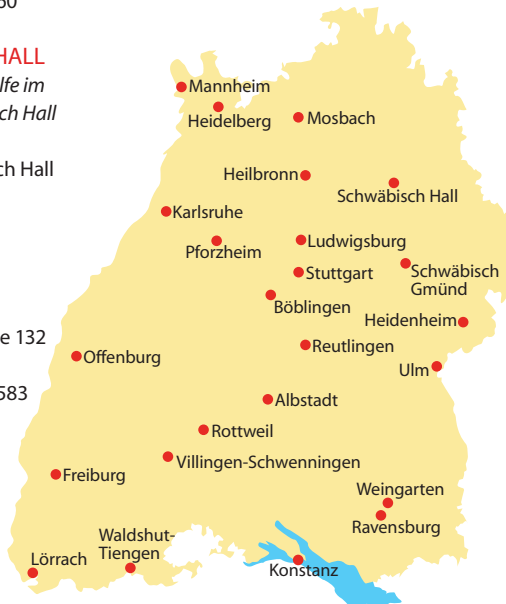 60
HALL
lfe im
ch Hall
ch Hall
e 132
583
Mannheim
Heidelberg
Mosbach
Heilbronn
Schwäbisch Hall
Karlsruhe
Pforzheim
Ludwigsburg
Stuttgart
Schwäbisch
Gmünd
Böblingen
Heidenheim
Reutlingen
Offenburg
Ulm
Albstadt
Rottweil
Villingen-Schwenningen
Freiburg
Weingarten
Ravensburg
Waldshut-
Tiengen
Lörrach
Konstanz